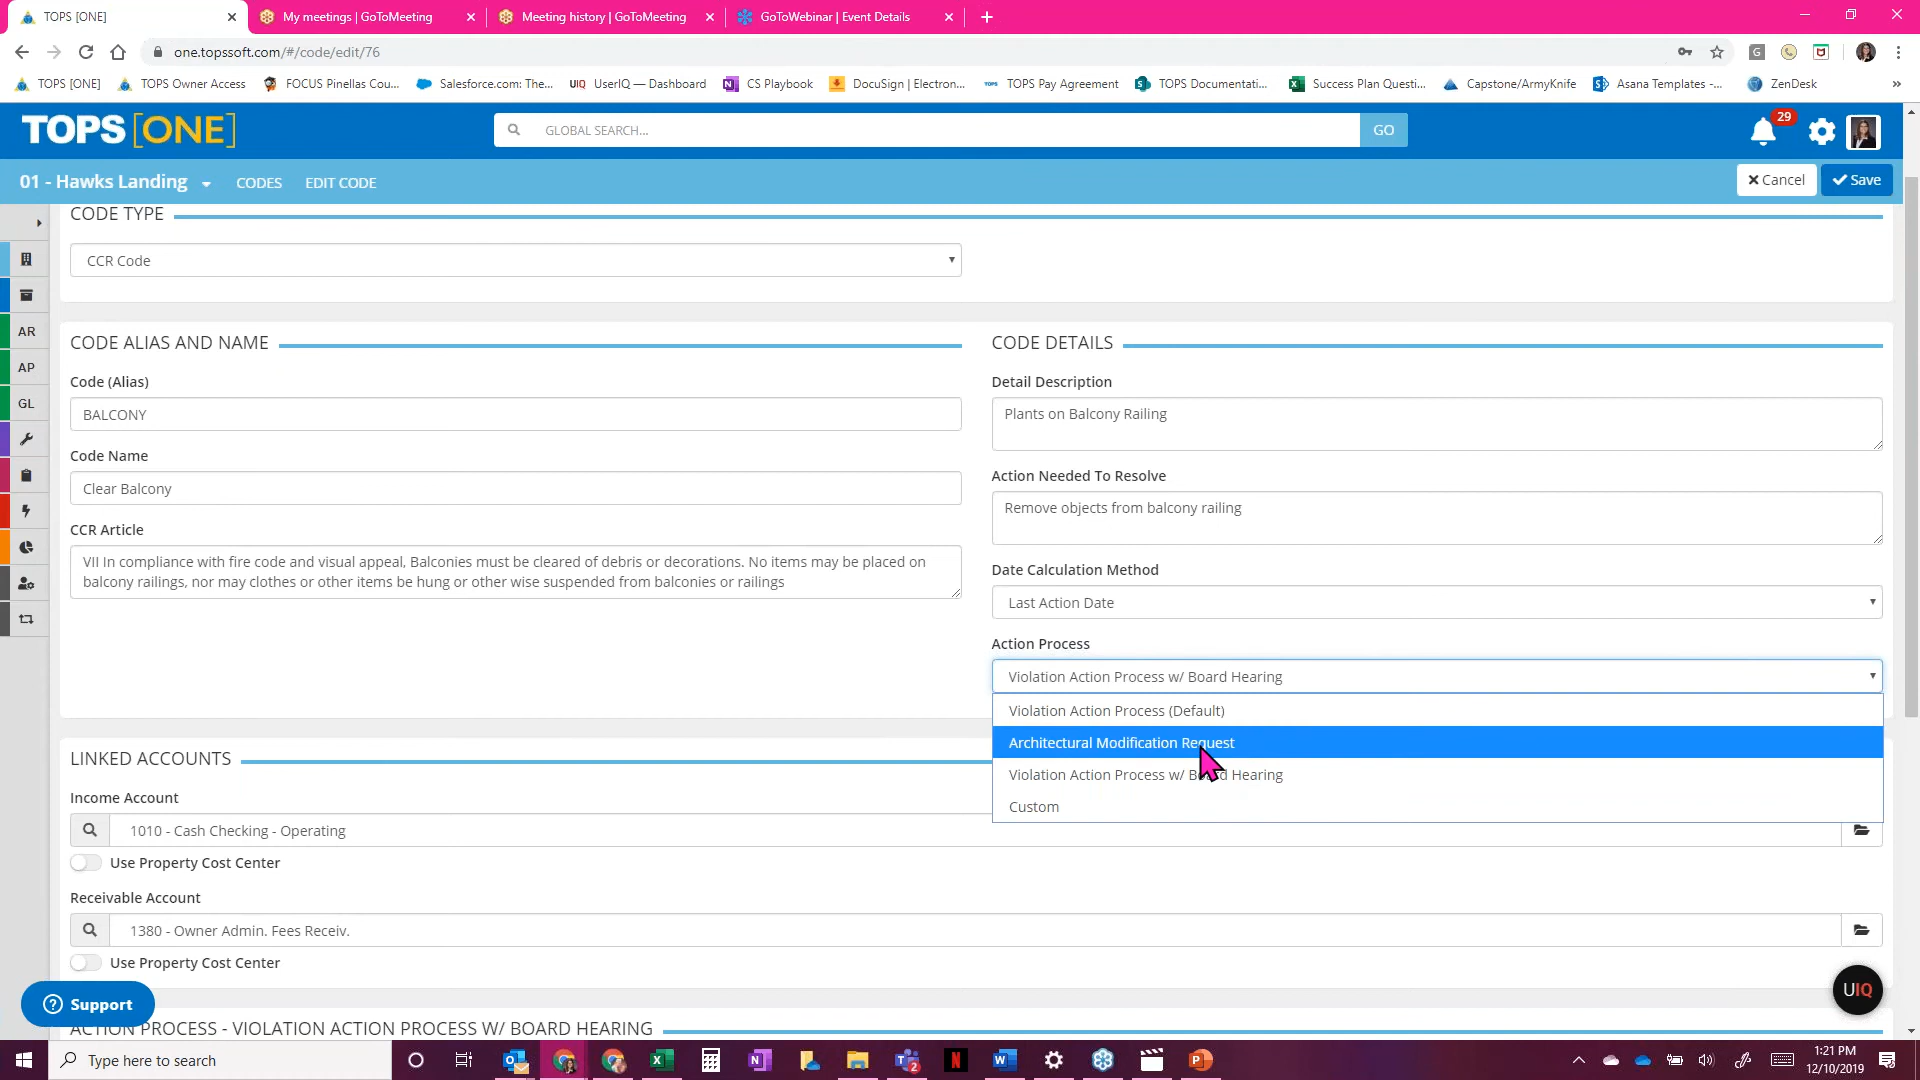 TOPS [ONE]
My meetings | GoToMeeting
Meeting history | GoToMeeting
GoToWebinar | Event Details
one.topssoft.com/#/code/edit/76
TOPS [ONE]
TOPS Owner Access
FOCUS Pinellas Cou...
Salesforce.com: The...
UIQ UserIQ — Dashboard
CS Playbook
DocuSign | Electron...
TOPS TOPS Pay Agreement
TOPS Documentati...
Success Plan Questi...
Capstone/ArmyKnife
Asana Templates -...
ZenDesk
TOPS [ONE]
GLOBAL SEARCH...
GO
29
01 - Hawks Landing
CODES
EDIT CODE
Cancel
Save
CODE TYPE
CCR Code
AR
AP
GL
CODE ALIAS AND NAME
Code (Alias)
BALCONY
Code Name
Clear Balcony
CCR Article
VII In compliance with fire code and visual appeal, Balconies must be cleared of debris or decorations. No items may be placed on
balcony railings, nor may clothes or other items be hung or other wise suspended from balconies or railings
CODE DETAILS
Detail Description
Plants on Balcony Railing
Action Needed To Resolve
Remove objects from balcony railing
Date Calculation Method
Last Action Date
Action Process
Violation Action Process w/ Board Hearing
Violation Action Process (Default)
Architectural Modification Request
Violation Action Process w/ Board Hearing
Custom
LINKED ACCOUNTS
Income Account
1010 - Cash Checking - Operating
Use Property Cost Center
Receivable Account
1380 - Owner Admin. Fees Receiv.
Use Property Cost Center
Support
UIQ
ACTION PROCESS - VIOLATION ACTION PROCESS W/ BOARD HEARING
Type here to search
1:21 PM
12/10/2019